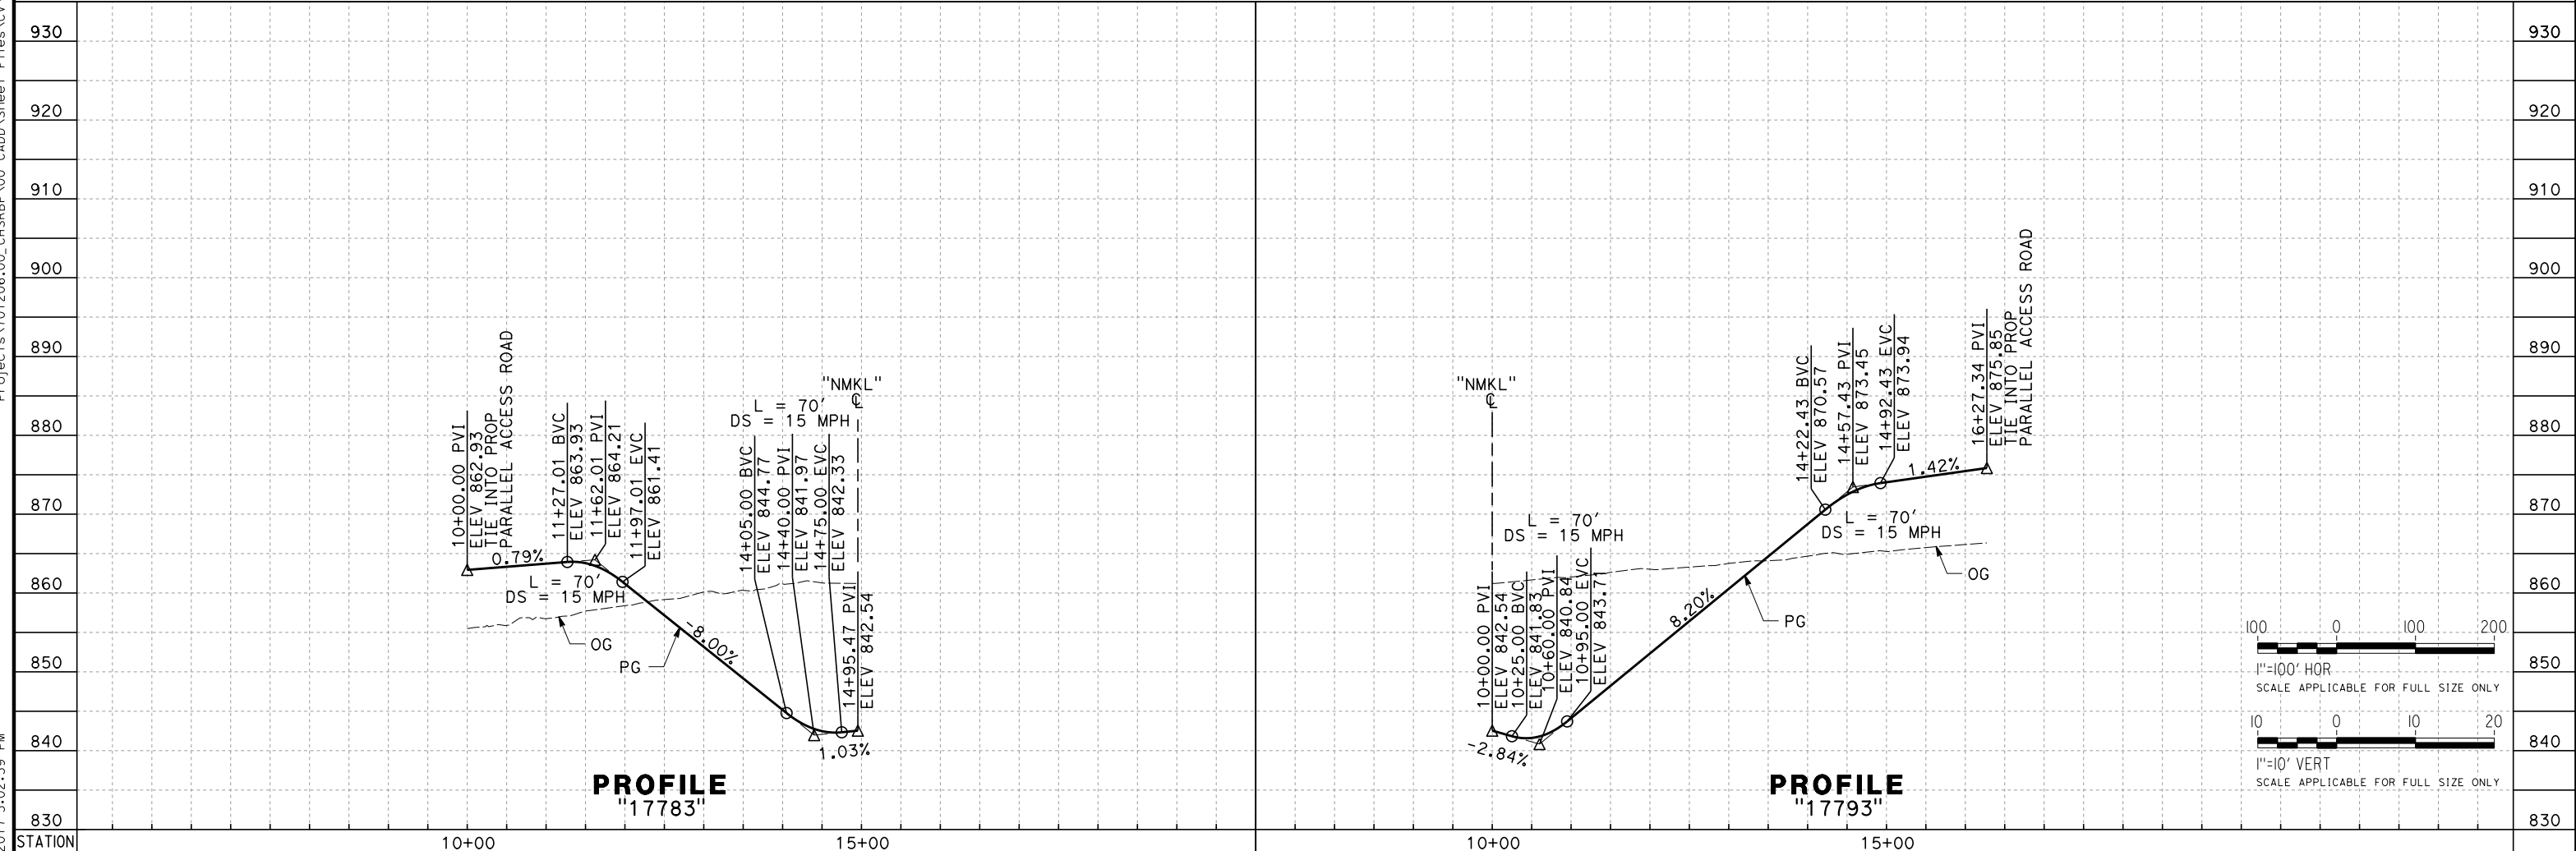 930
920
910
900
890
880
870
860
850
840
830
STATION
10+00
15+00
10+00.00 PVI
ELEV 862.93
TIE INTO PROP
PARALLEL ACCESS ROAD
0.79%
11+27.01 BVC
ELEV 863.93
11+62.01 PVI
ELEV 864.21
11+97.01 EVC
ELEV 861.41
L = 70'
DS = 15 MPH
OG
PG
-8.00%
L = 70'
DS = 15 MPH
14+05.00 BVC
ELEV 844.77
14+40.00 PVI
ELEV 841.97
14+75.00 EVC
ELEV 842.33
"NMKL"
℄
14+95.47 PVI
ELEV 842.54
1.03%
PROFILE
"17783"
"NMKL"
℄
10+00.00 PVI
ELEV 842.54
10+25.00 BVC
ELEV 841.83
10+60.00 PVI
ELEV 840.84
10+95.00 EVC
ELEV 843.71
L = 70'
DS = 15 MPH
-2.84%
8.20%
PG
14+22.43 BVC
ELEV 870.57
14+57.43 PVI
ELEV 873.45
14+92.43 EVC
ELEV 873.94
L = 70'
DS = 15 MPH
1.42%
16+27.34 PVI
ELEV 875.85
TIE INTO PROP
PARALLEL ACCESS ROAD
OG
PROFILE
"17793"
10+00
15+00
100 0 100 200
1"=100' HOR
SCALE APPLICABLE FOR FULL SIZE ONLY
10 0 10 20
1"=10' VERT
SCALE APPLICABLE FOR FULL SIZE ONLY
930
920
910
900
890
880
870
860
850
840
830